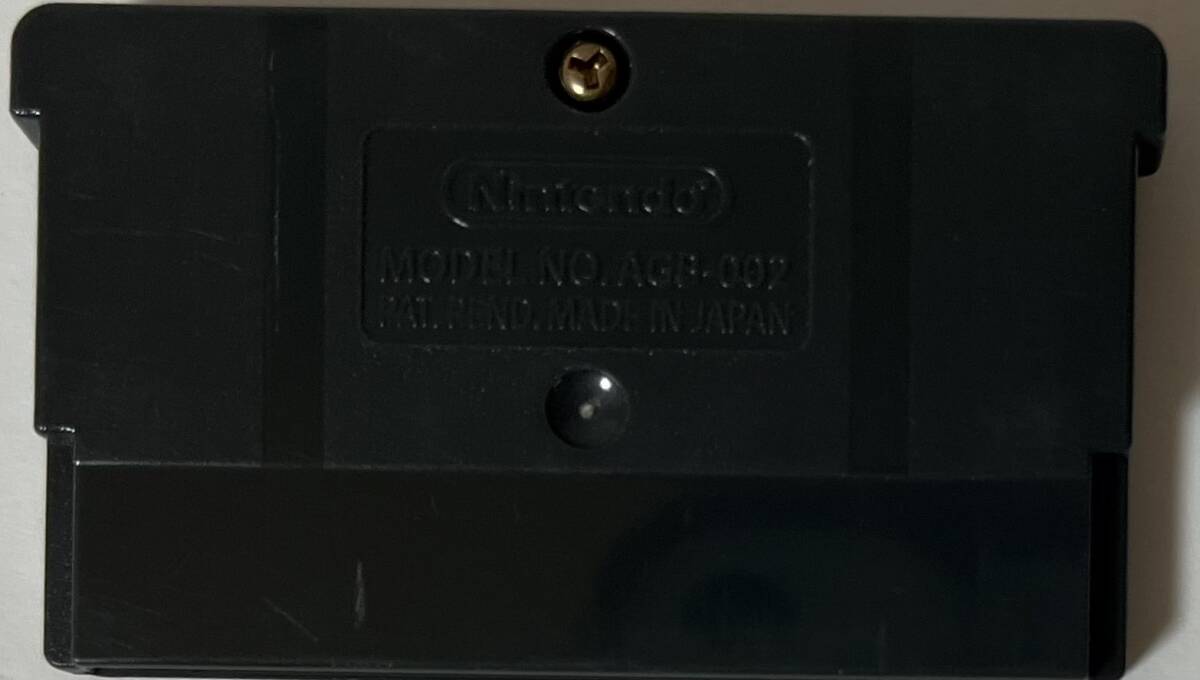 Nintendo
MODEL NO. AGB-002
PAT. PEND. MADE IN JAPAN